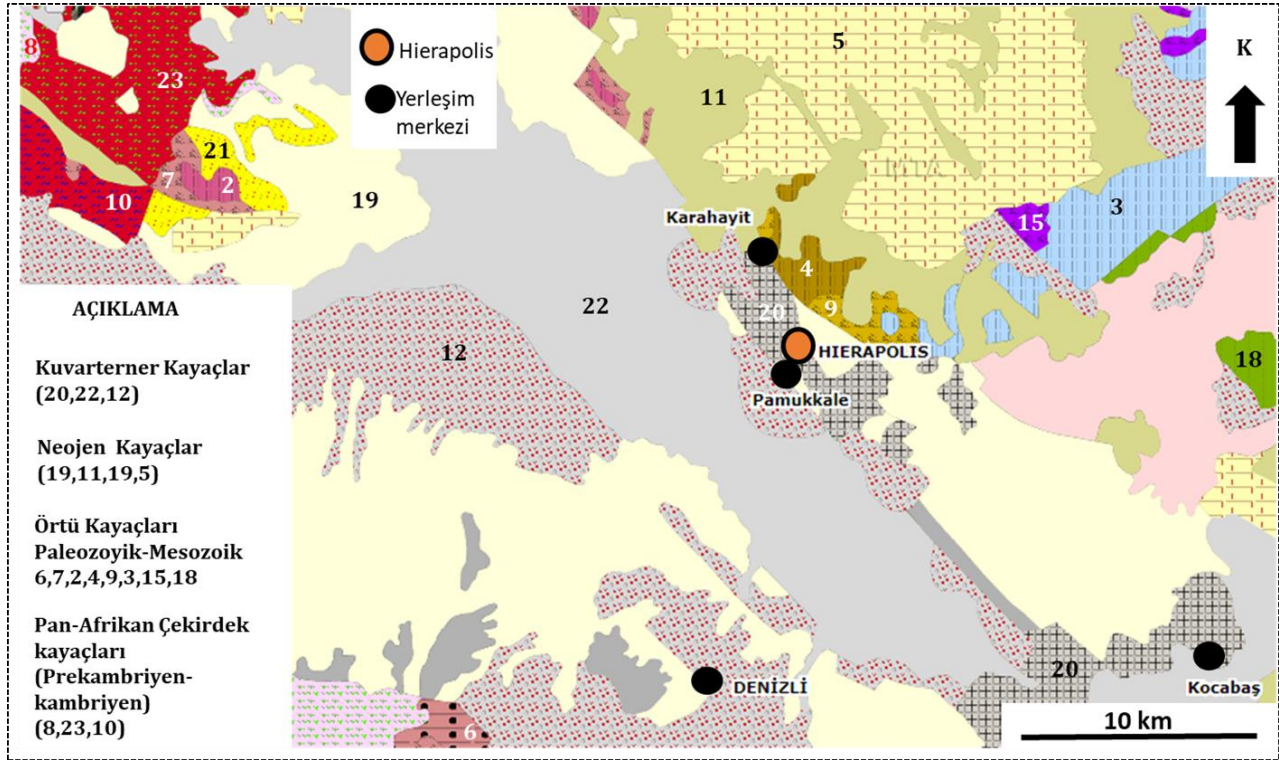 8
23
21
7
2
10
19
Hierapolis
Yerleşim
merkezi
5
11
K
3
15
Karahayit
4
9
20
22
12
HIERAPOLIS
Pamukkale
18
AÇIKLAMA
Kuvarterner Kayaçlar
(20,22,12)
Neojen Kayaçlar
(19,11,19,5)
Örtü Kayaçları
Paleozoyik-Mesozoik
6,7,2,4,9,3,15,18
Pan-Afrikan Çekirdek
kayaçları
(Prekambriyen-
kambriyen)
(8,23,10)
6
DENİZLİ
20
Kocabaş
10 km